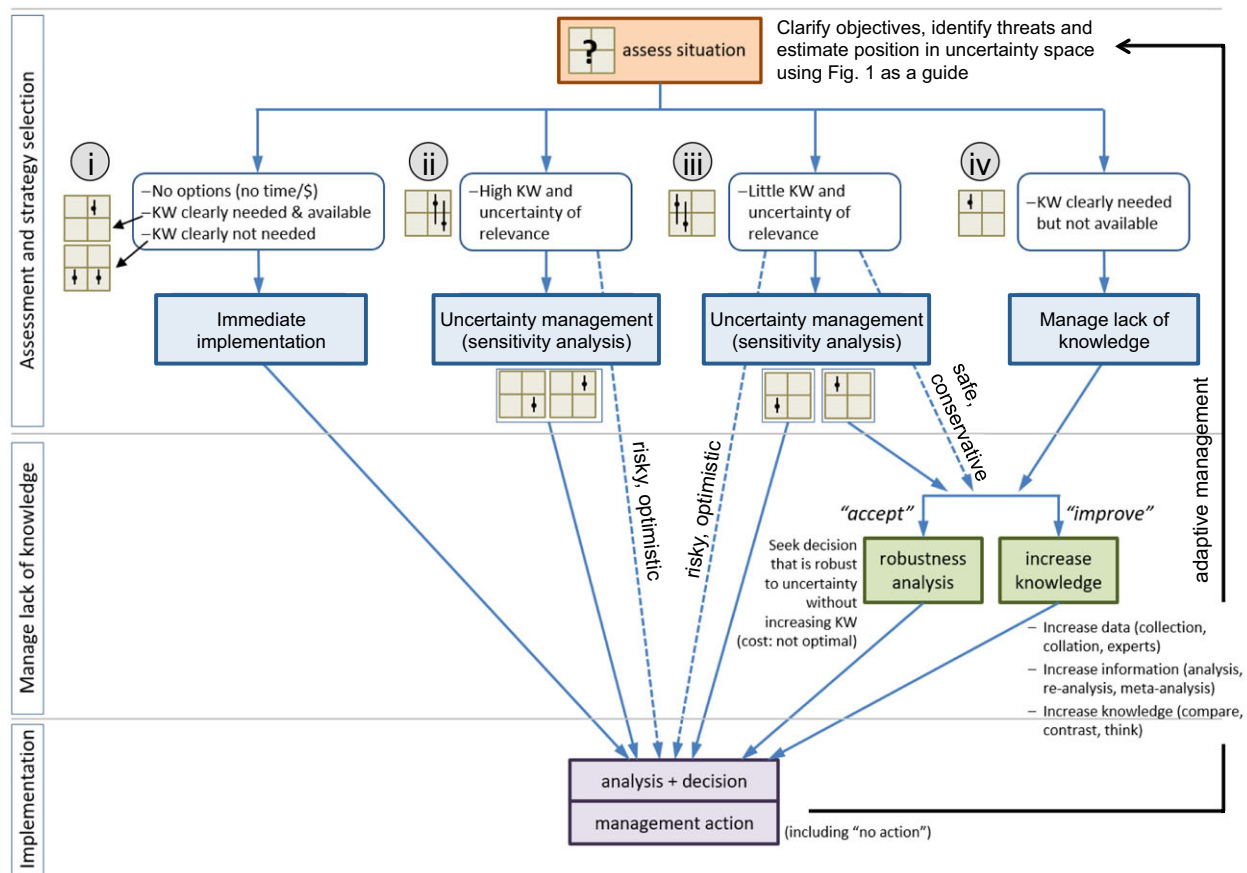 Assessment and strategy selection
Manage lack of knowledge
Implementation
?
assess situation
Clarify objectives, identify threats and
estimate position in uncertainty space
using Fig. 1 as a guide
i
–No options (no time/$)
–KW clearly needed & available
–KW clearly not needed
ii
–High KW and
uncertainty of
relevance
iii
–Little KW and
uncertainty of
relevance
iv
–KW clearly needed
but not available
Immediate
implementation
Uncertainty management
(sensitivity analysis)
Uncertainty management
(sensitivity analysis)
Manage lack of
knowledge
risky, optimistic
risky, optimistic
safe,
conservative
adaptive management
"accept"
"improve"
Seek decision
that is robust
to uncertainty
without
increasing KW
(cost: not optimal)
robustness
analysis
increase
knowledge
– Increase data (collection,
collation, experts)
– Increase information (analysis,
re-analysis, meta-analysis)
– Increase knowledge (compare,
contrast, think)
analysis + decision
management action
(including "no action")